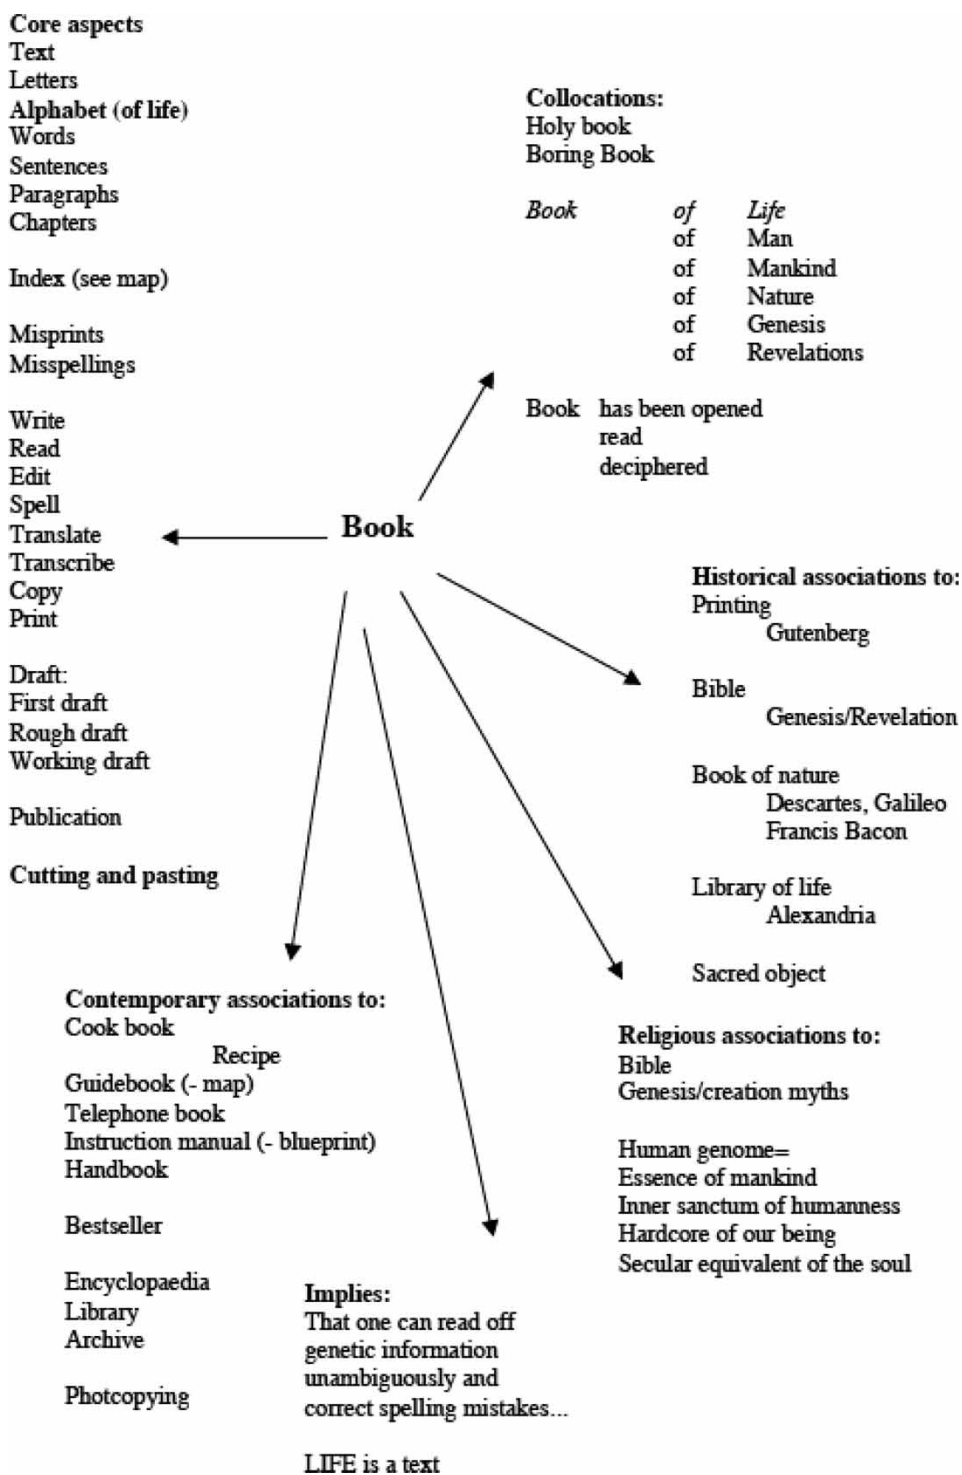 Core aspects
Text
Letters
Alphabet (of life)
Words
Sentences
Paragraphs
Chapters
Index (see map)
Misprints
Misspellings
Write
Read
Edit
Spell
Translate
Transcribe
Copy
Print
Draft:
First draft
Rough draft
Working draft
Publication
Cutting and pasting
Collocations:
Holy book
Boring Book
Book of Life
of Man
of Mankind
of Nature
of Genesis
of Revelations
Book has been opened
read
deciphered
Book
Historical associations to:
Printing
Gutenberg
Bible
Genesis/Revelation
Book of nature
Descartes, Galileo
Francis Bacon
Library of life
Alexandria
Sacred object
Contemporary associations to:
Cook book
Recipe
Guidebook (- map)
Telephone book
Instruction manual (- blueprint)
Handbook
Bestseller
Encyclopaedia
Library
Archive
Photcopying
Implies:
That one can read off
genetic information
unambiguously and
correct spelling mistakes...
LIFE is a text
Religious associations to:
Bible
Genesis/creation myths
Human genome=
Essence of mankind
Inner sanctum of humanness
Hardcore of our being
Secular equivalent of the soul